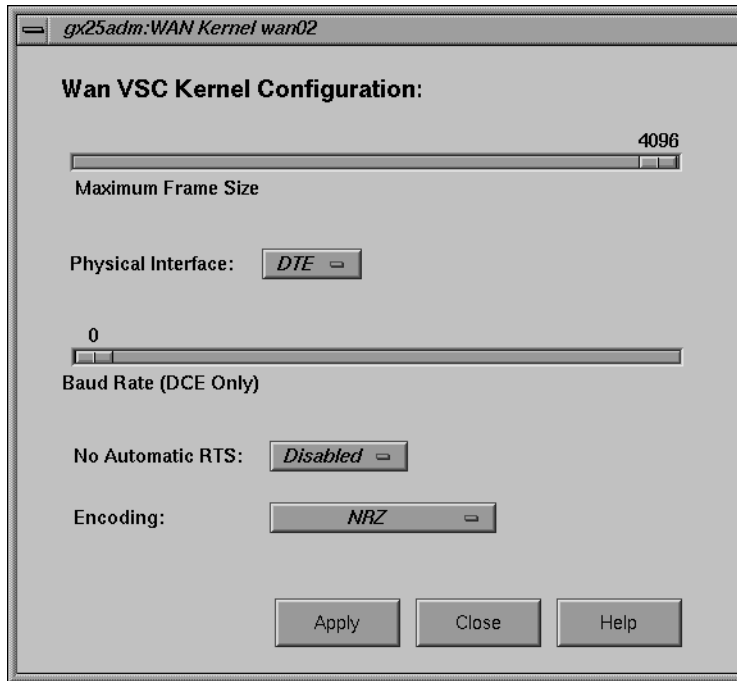 gx25adm:WAN Kernel wan02
Wan VSC Kernel Configuration:
4096
Maximum Frame Size
Physical Interface: DTE
0
Baud Rate (DCE Only)
No Automatic RTS: Disabled
Encoding: NRZ
Apply Close Help